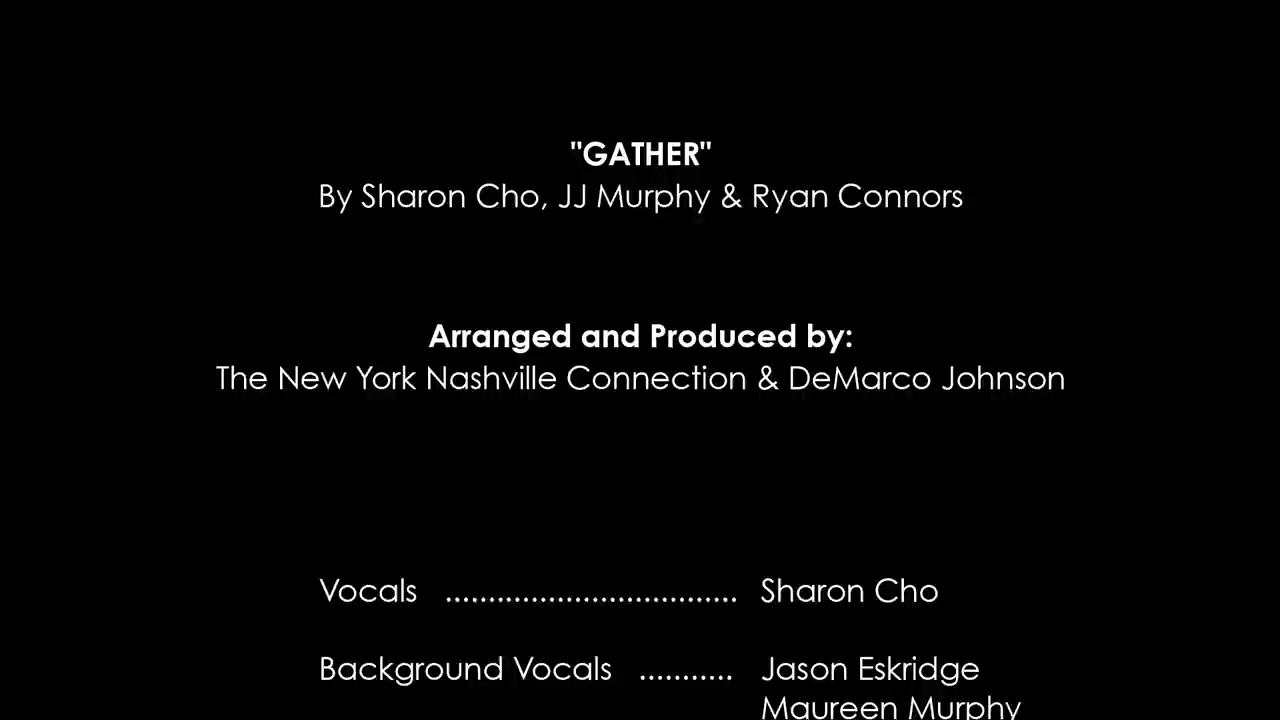 "GATHER"
By Sharon Cho, JJ Murphy & Ryan Connors
Arranged and Produced by:
The New York Nashville Connection & DeMarco Johnson
Vocals ................................. Sharon Cho
Background Vocals ........... Jason Eskridge
Maureen Murphy